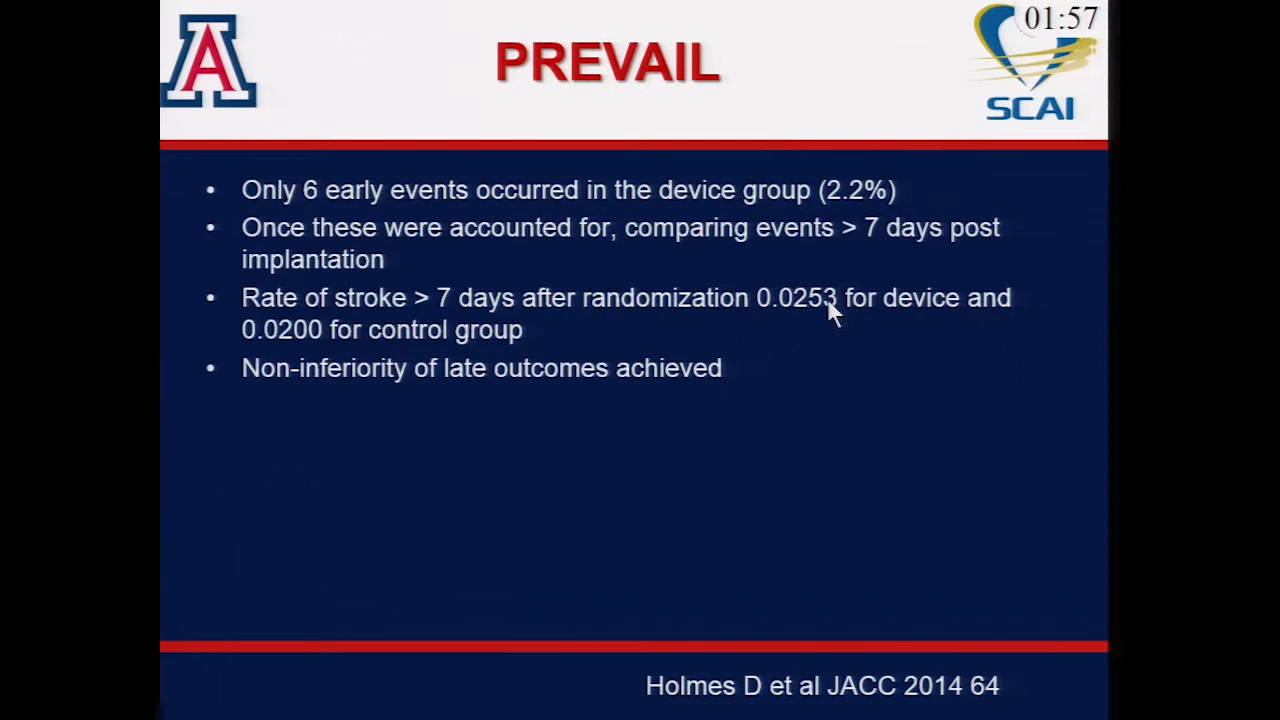 A
PREVAIL
01:57
SCAI
• Only 6 early events occurred in the device group (2.2%)
• Once these were accounted for, comparing events > 7 days post
implantation
• Rate of stroke > 7 days after randomization 0.0253 for device and
0.0200 for control group
• Non-inferiority of late outcomes achieved
Holmes D et al JACC 2014 64